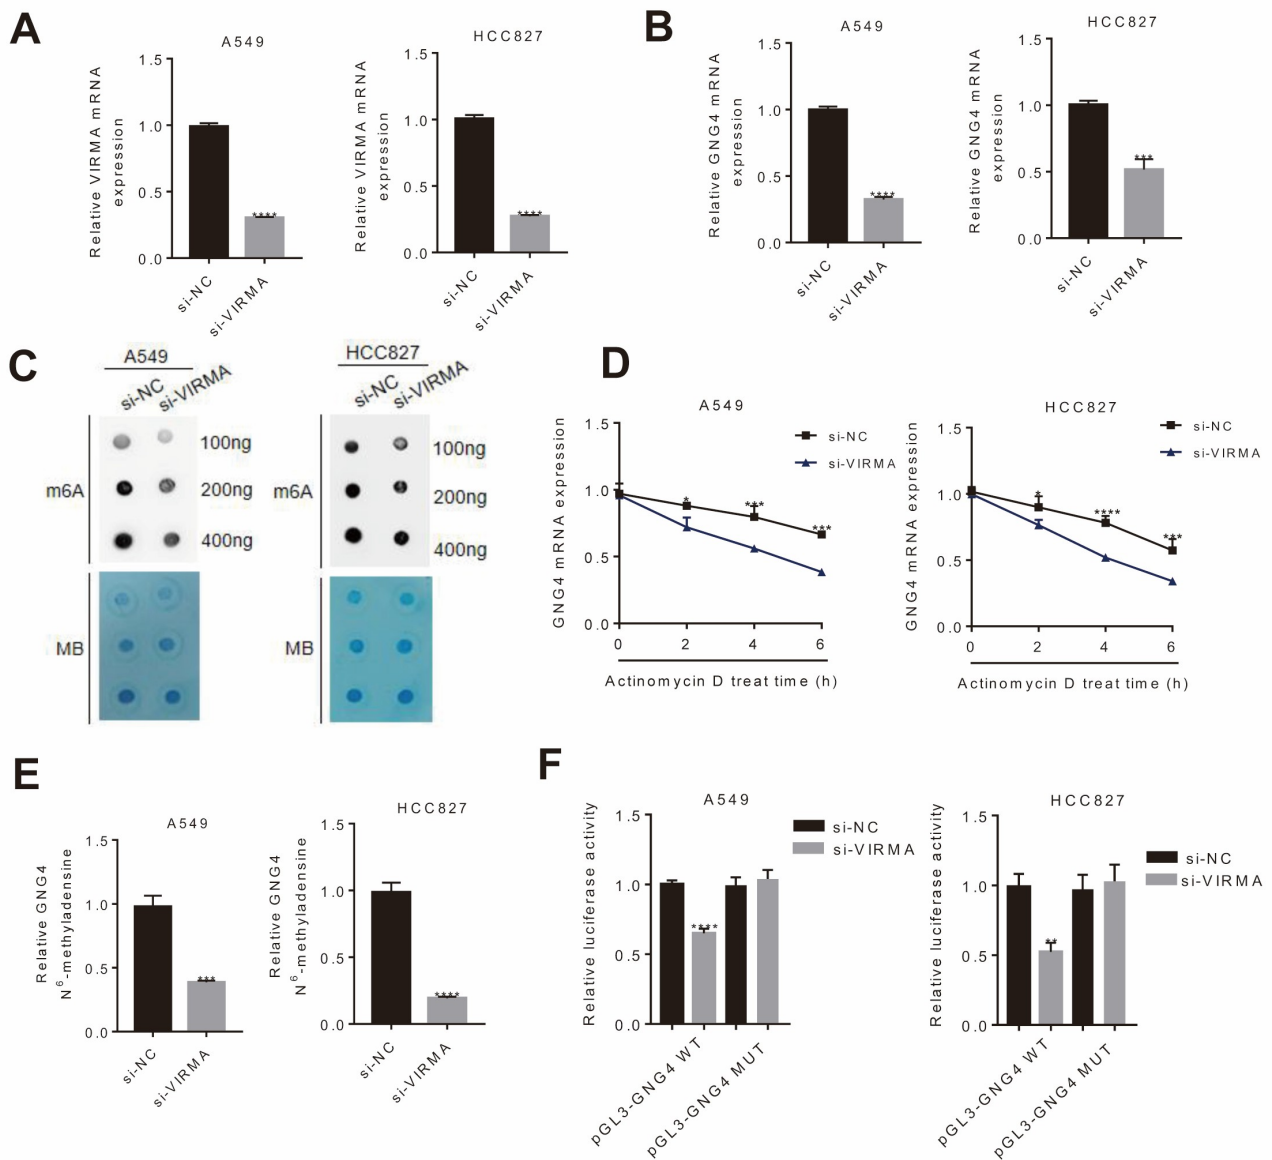 A
A549
Relative VIRMA mRNA
expression
1.5
1.0
0.5
0.0
****
si-NC
si-VIRMA
HCC827
Relative VIRMA mRNA
expression
1.5
1.0
0.5
0.0
****
si-NC
si-VIRMA
B
A549
Relative GNG4 mRNA
expression
1.5
1.0
0.5
0.0
****
si-NC
si-VIRMA
HCC827
Relative GNG4 mRNA
expression
1.5
1.0
0.5
0.0
***
si-NC
si-VIRMA
C
A549
si-NC
si-VIRMA
m6A
100ng
200ng
400ng
MB
HCC827
si-NC
si-VIRMA
m6A
100ng
200ng
400ng
MB
D
A549
GNG4 mRNA expression
1.5
1.0
0.5
0.0
*
***
***
si-NC
si-VIRMA
0 2 4 6
Actinomycin D treat time (h)
HCC827
GNG4 mRNA expression
1.5
1.0
0.5
0.0
*
****
***
si-NC
si-VIRMA
0 2 4 6
Actinomycin D treat time (h)
E
A549
Relative GNG4
N6-methyladensine
1.5
1.0
0.5
0.0
***
si-NC
si-VIRMA
HCC827
Relative GNG4
N6-methyladensine
1.5
1.0
0.5
0.0
****
si-NC
si-VIRMA
F
A549
Relative luciferase activity
1.5
1.0
0.5
0.0
****
si-NC
si-VIRMA
pGL3-GNG4 WT
pGL3-GNG4 MUT
HCC827
Relative luciferase activity
1.5
1.0
0.5
0.0
**
si-NC
si-VIRMA
pGL3-GNG4 WT
pGL3-GNG4 MUT